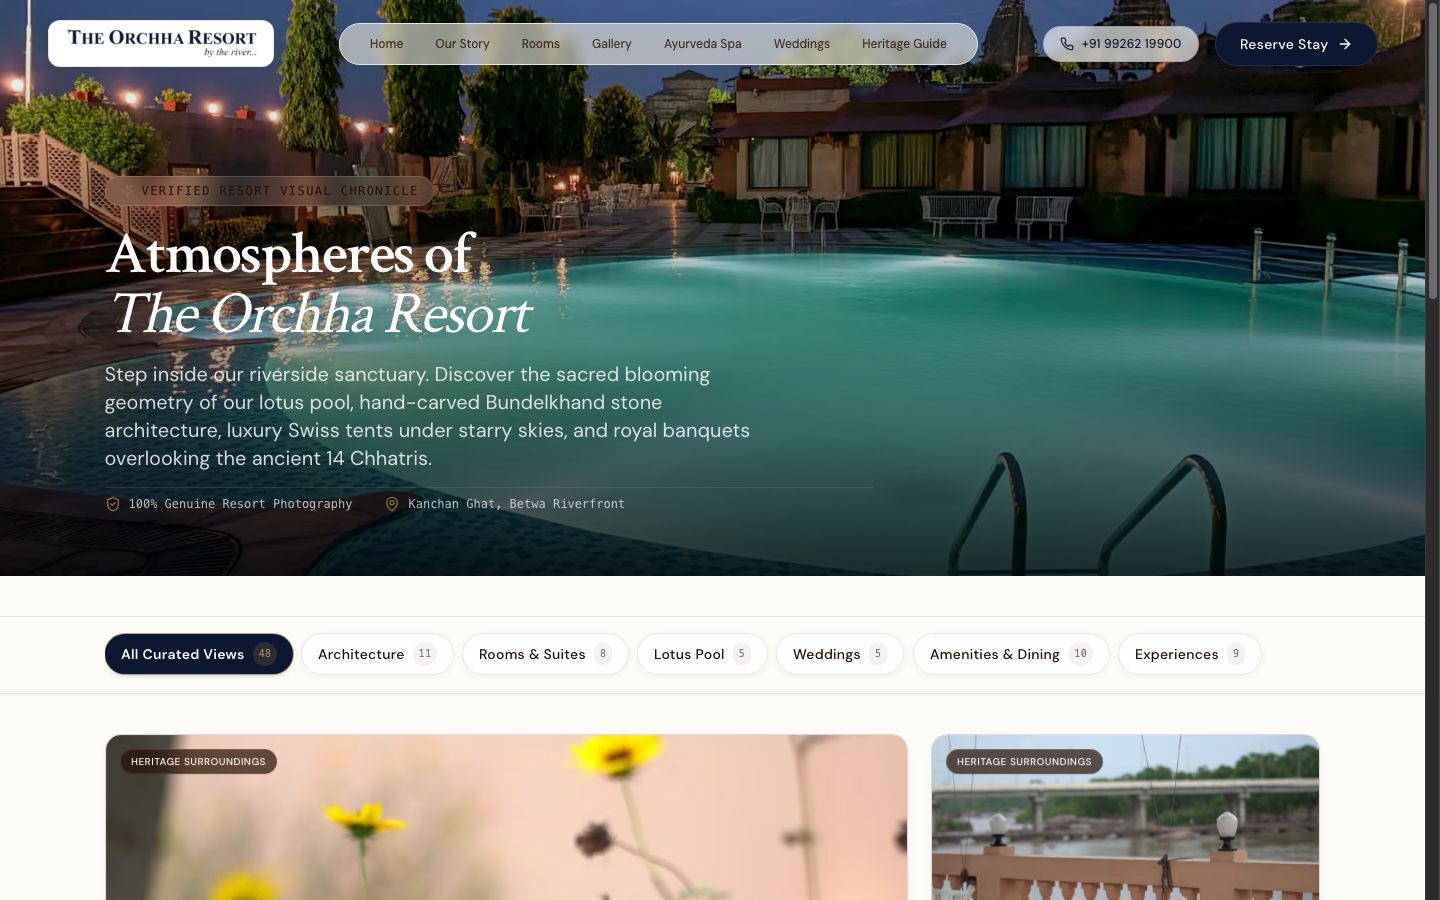 THE ORCHHA RESORT
by the river...
Home
Our Story
Rooms
Gallery
Ayurveda Spa
Weddings
Heritage Guide
+91 99262 19900
Reserve Stay
VERIFIED RESORT VISUAL CHRONICLE
Atmospheres of
The Orchha Resort
Step inside our riverside sanctuary. Discover the sacred blooming
geometry of our lotus pool, hand-carved Bundelkhand stone
architecture, luxury Swiss tents under starry skies, and royal banquets
overlooking the ancient 14 Chhatris.
100% Genuine Resort Photography
Kanchan Ghat, Betwa Riverfront
All Curated Views 48
Architecture 11
Rooms & Suites 8
Lotus Pool 5
Weddings 5
Amenities & Dining 10
Experiences 9
HERITAGE SURROUNDINGS
HERITAGE SURROUNDINGS